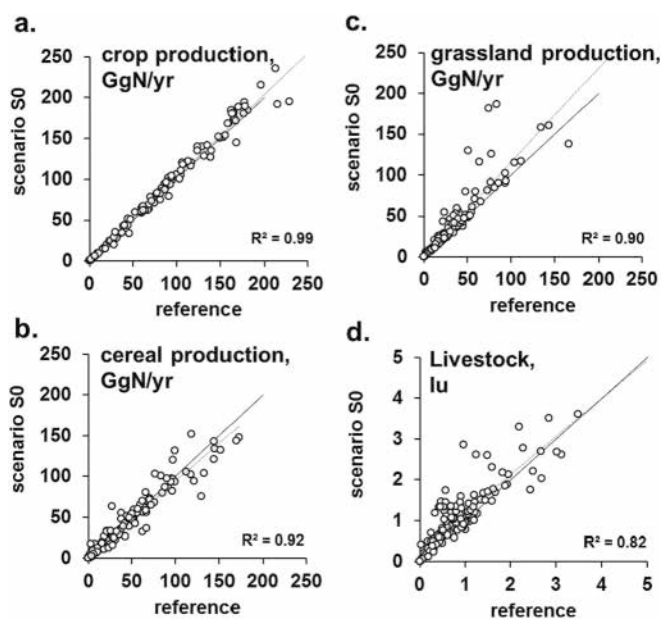 a.
crop production,
GgN/yr
250
200
150
100
50
0
scenario S0
R² = 0.99
0 50 100 150 200 250
reference
b.
cereal production,
GgN/yr
250
200
150
100
50
0
scenario S0
R² = 0.92
0 50 100 150 200 250
reference
c.
grassland production,
GgN/yr
250
200
150
100
50
0
scenario S0
R² = 0.90
0 50 100 150 200 250
reference
d.
Livestock,
lu
5
4
3
2
1
0
scenario S0
R² = 0.82
0 1 2 3 4 5
reference